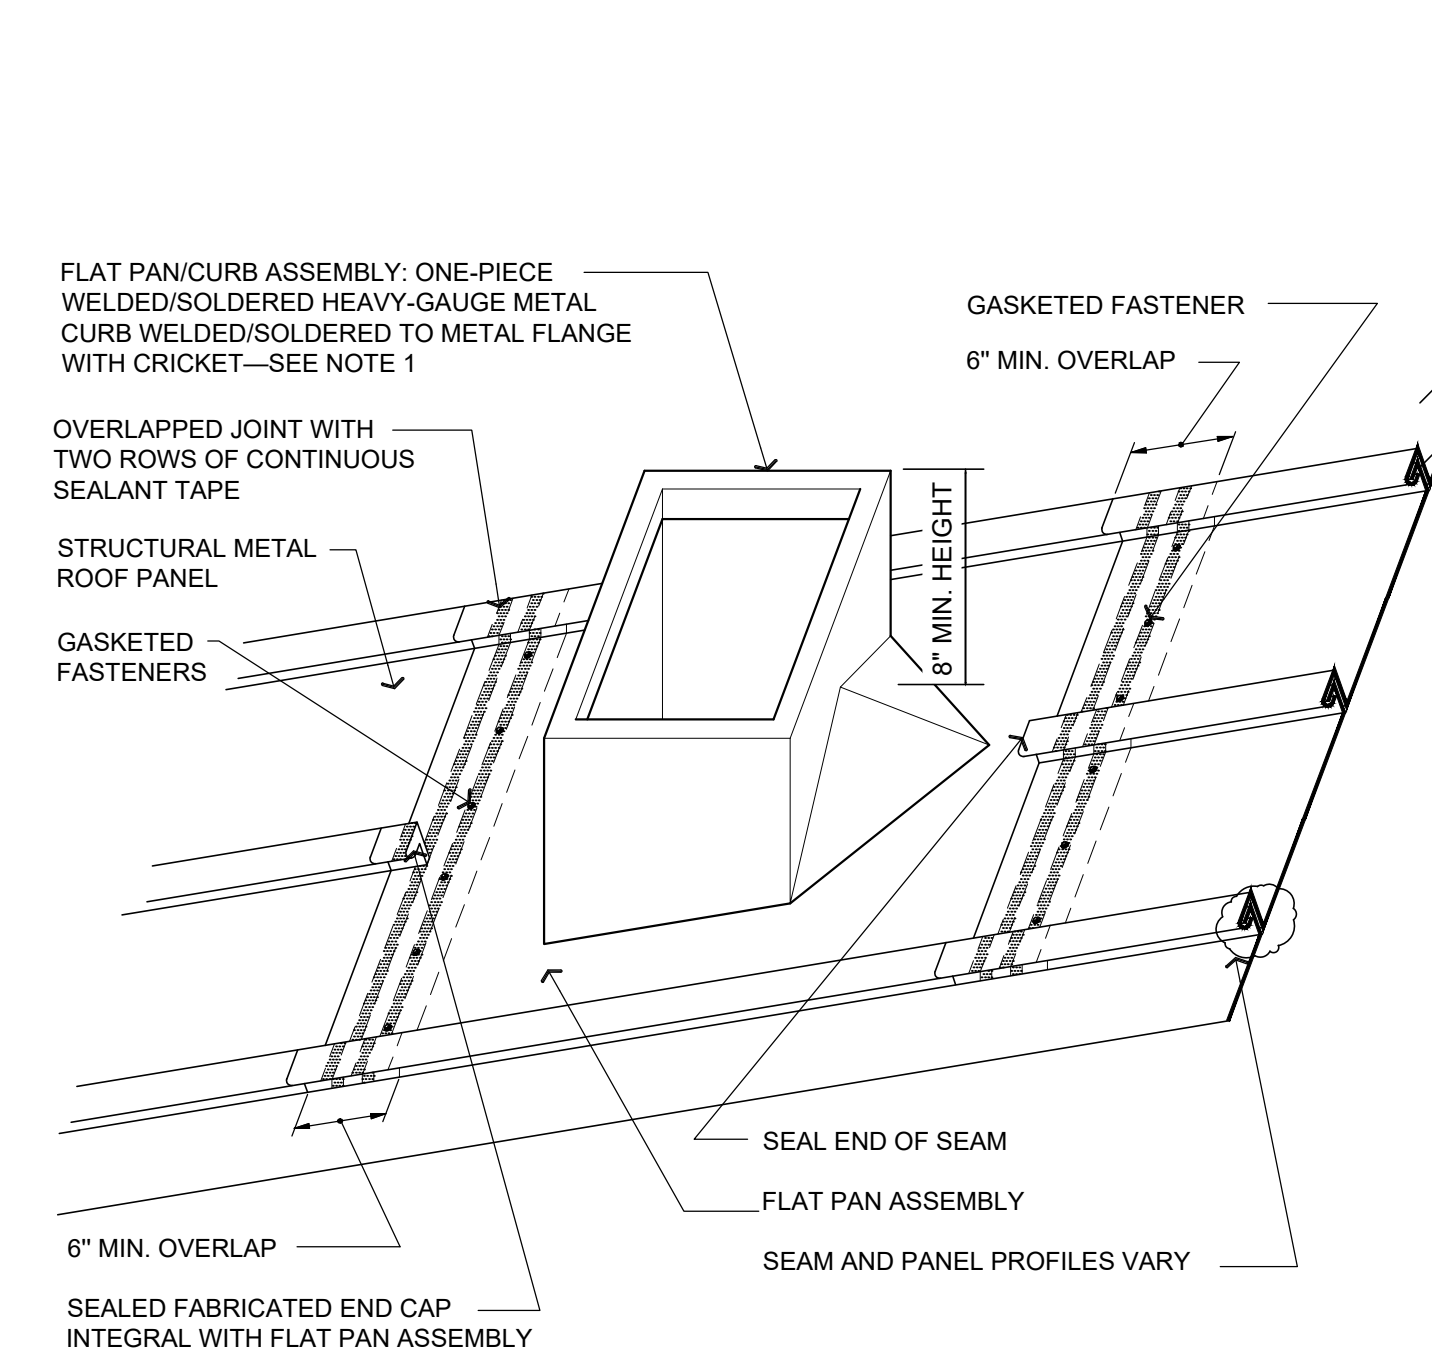 FLAT PAN/CURB ASSEMBLY: ONE-PIECE
WELDED/SOLDERED HEAVY-GAUGE METAL
CURB WELDED/SOLDERED TO METAL FLANGE
WITH CRICKET—SEE NOTE 1
GASKETED FASTENER
6" MIN. OVERLAP
OVERLAPPED JOINT WITH
TWO ROWS OF CONTINUOUS
SEALANT TAPE
STRUCTURAL METAL
ROOF PANEL
GASKETED
FASTENERS
8" MIN. HEIGHT
SEAL END OF SEAM
FLAT PAN ASSEMBLY
SEAM AND PANEL PROFILES VARY
6" MIN. OVERLAP
SEALED FABRICATED END CAP
INTEGRAL WITH FLAT PAN ASSEMBLY